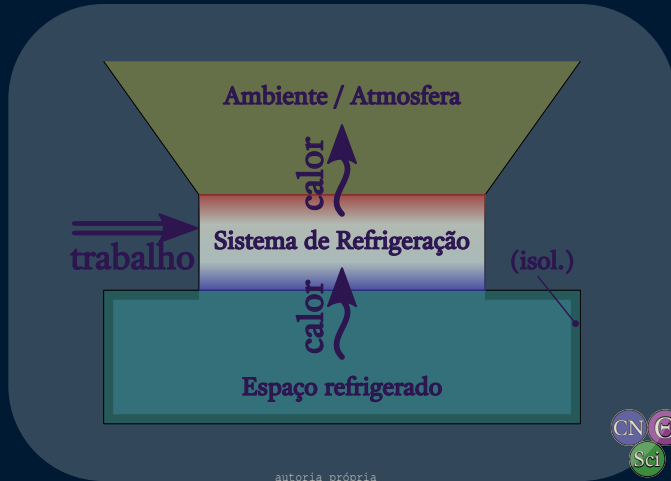 Ambiente / Atmosfera
calor
trabalho
Sistema de Refrigeração
(isol.)
calor
Espaço refrigerado
CN
Sci
autoria própria